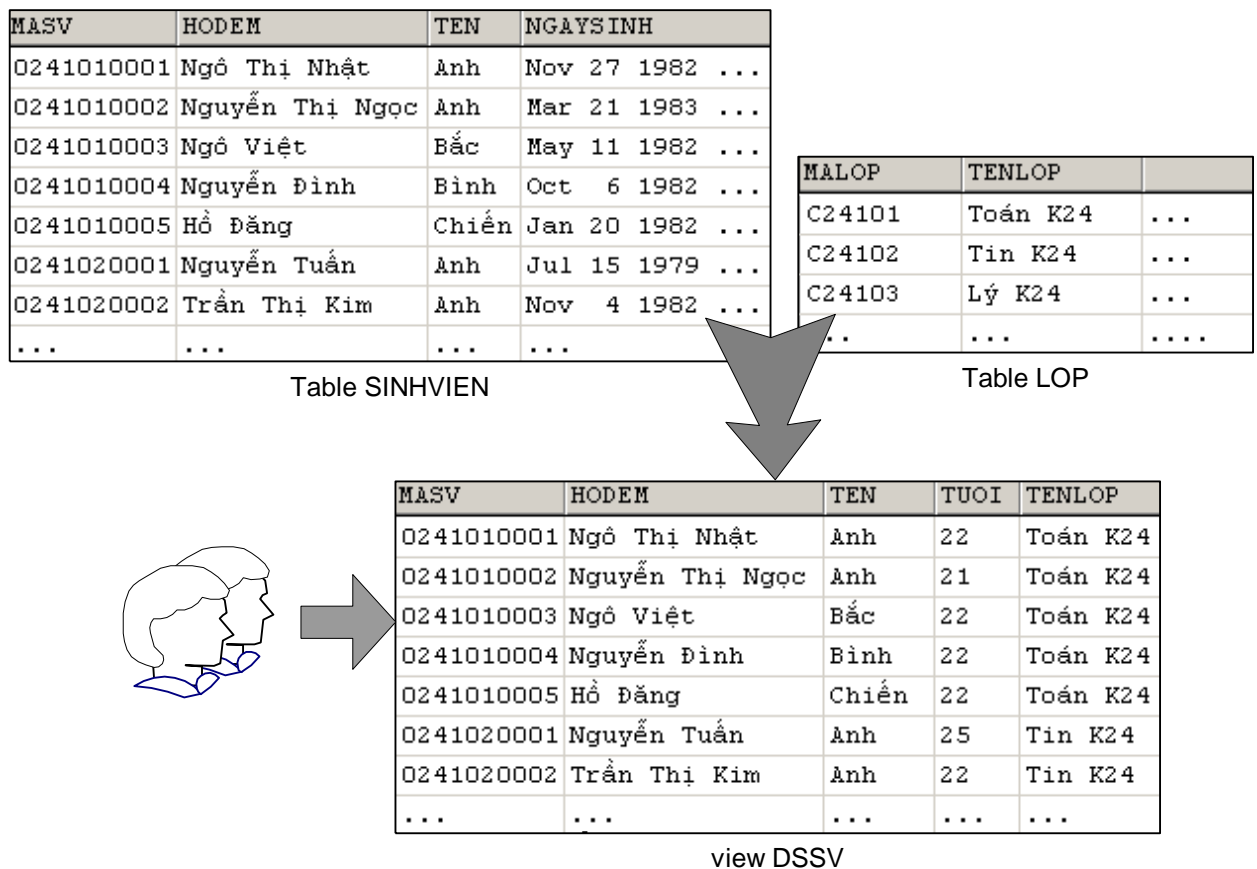 MASV HODEM TEN NGAYSINH
0241010001 Ngô Thị Nhật Anh Nov 27 1982 ...
0241010002 Nguyễn Thị Ngọc Anh Mar 21 1983 ...
0241010003 Ngô Việt Bắc May 11 1982 ...
0241010004 Nguyễn Đình Bình Oct 6 1982 ...
0241010005 Hồ Đăng Chiến Jan 20 1982 ...
0241020001 Nguyễn Tuấn Anh Jul 15 1979 ...
0241020002 Trần Thị Kim Anh Nov 4 1982 ...
... ... ... ...
Table SINHVIEN
MALOP TENLOP
C24101 Toán K24 ...
C24102 Tin K24 ...
C24103 Lý K24 ...
... ... ....
Table LOP
MASV HODEM TEN TUOI TENLOP
0241010001 Ngô Thị Nhật Anh 22 Toán K24
0241010002 Nguyễn Thị Ngọc Anh 21 Toán K24
0241010003 Ngô Việt Bắc 22 Toán K24
0241010004 Nguyễn Đình Bình 22 Toán K24
0241010005 Hồ Đăng Chiến 22 Toán K24
0241020001 Nguyễn Tuấn Anh 25 Tin K24
0241020002 Trần Thị Kim Anh 22 Tin K24
... ... ... ... ...
view DSSV